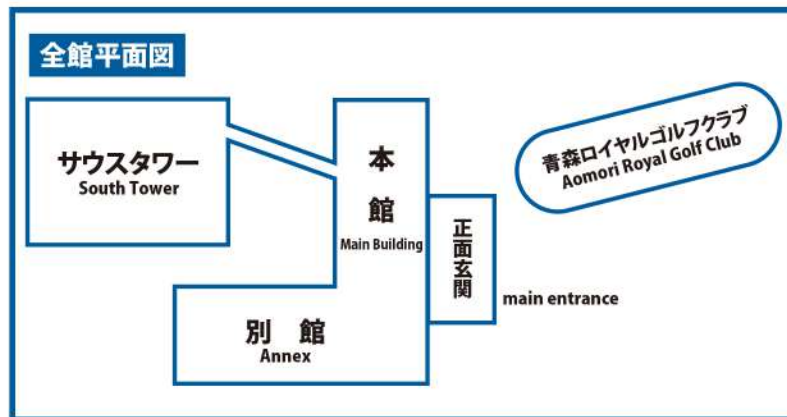 全館平面図
サウスタワー
South Tower
本館
Main Building
正面玄関
main entrance
青森ロイヤルゴルフクラブ
Aomori Royal Golf Club
別館
Annex